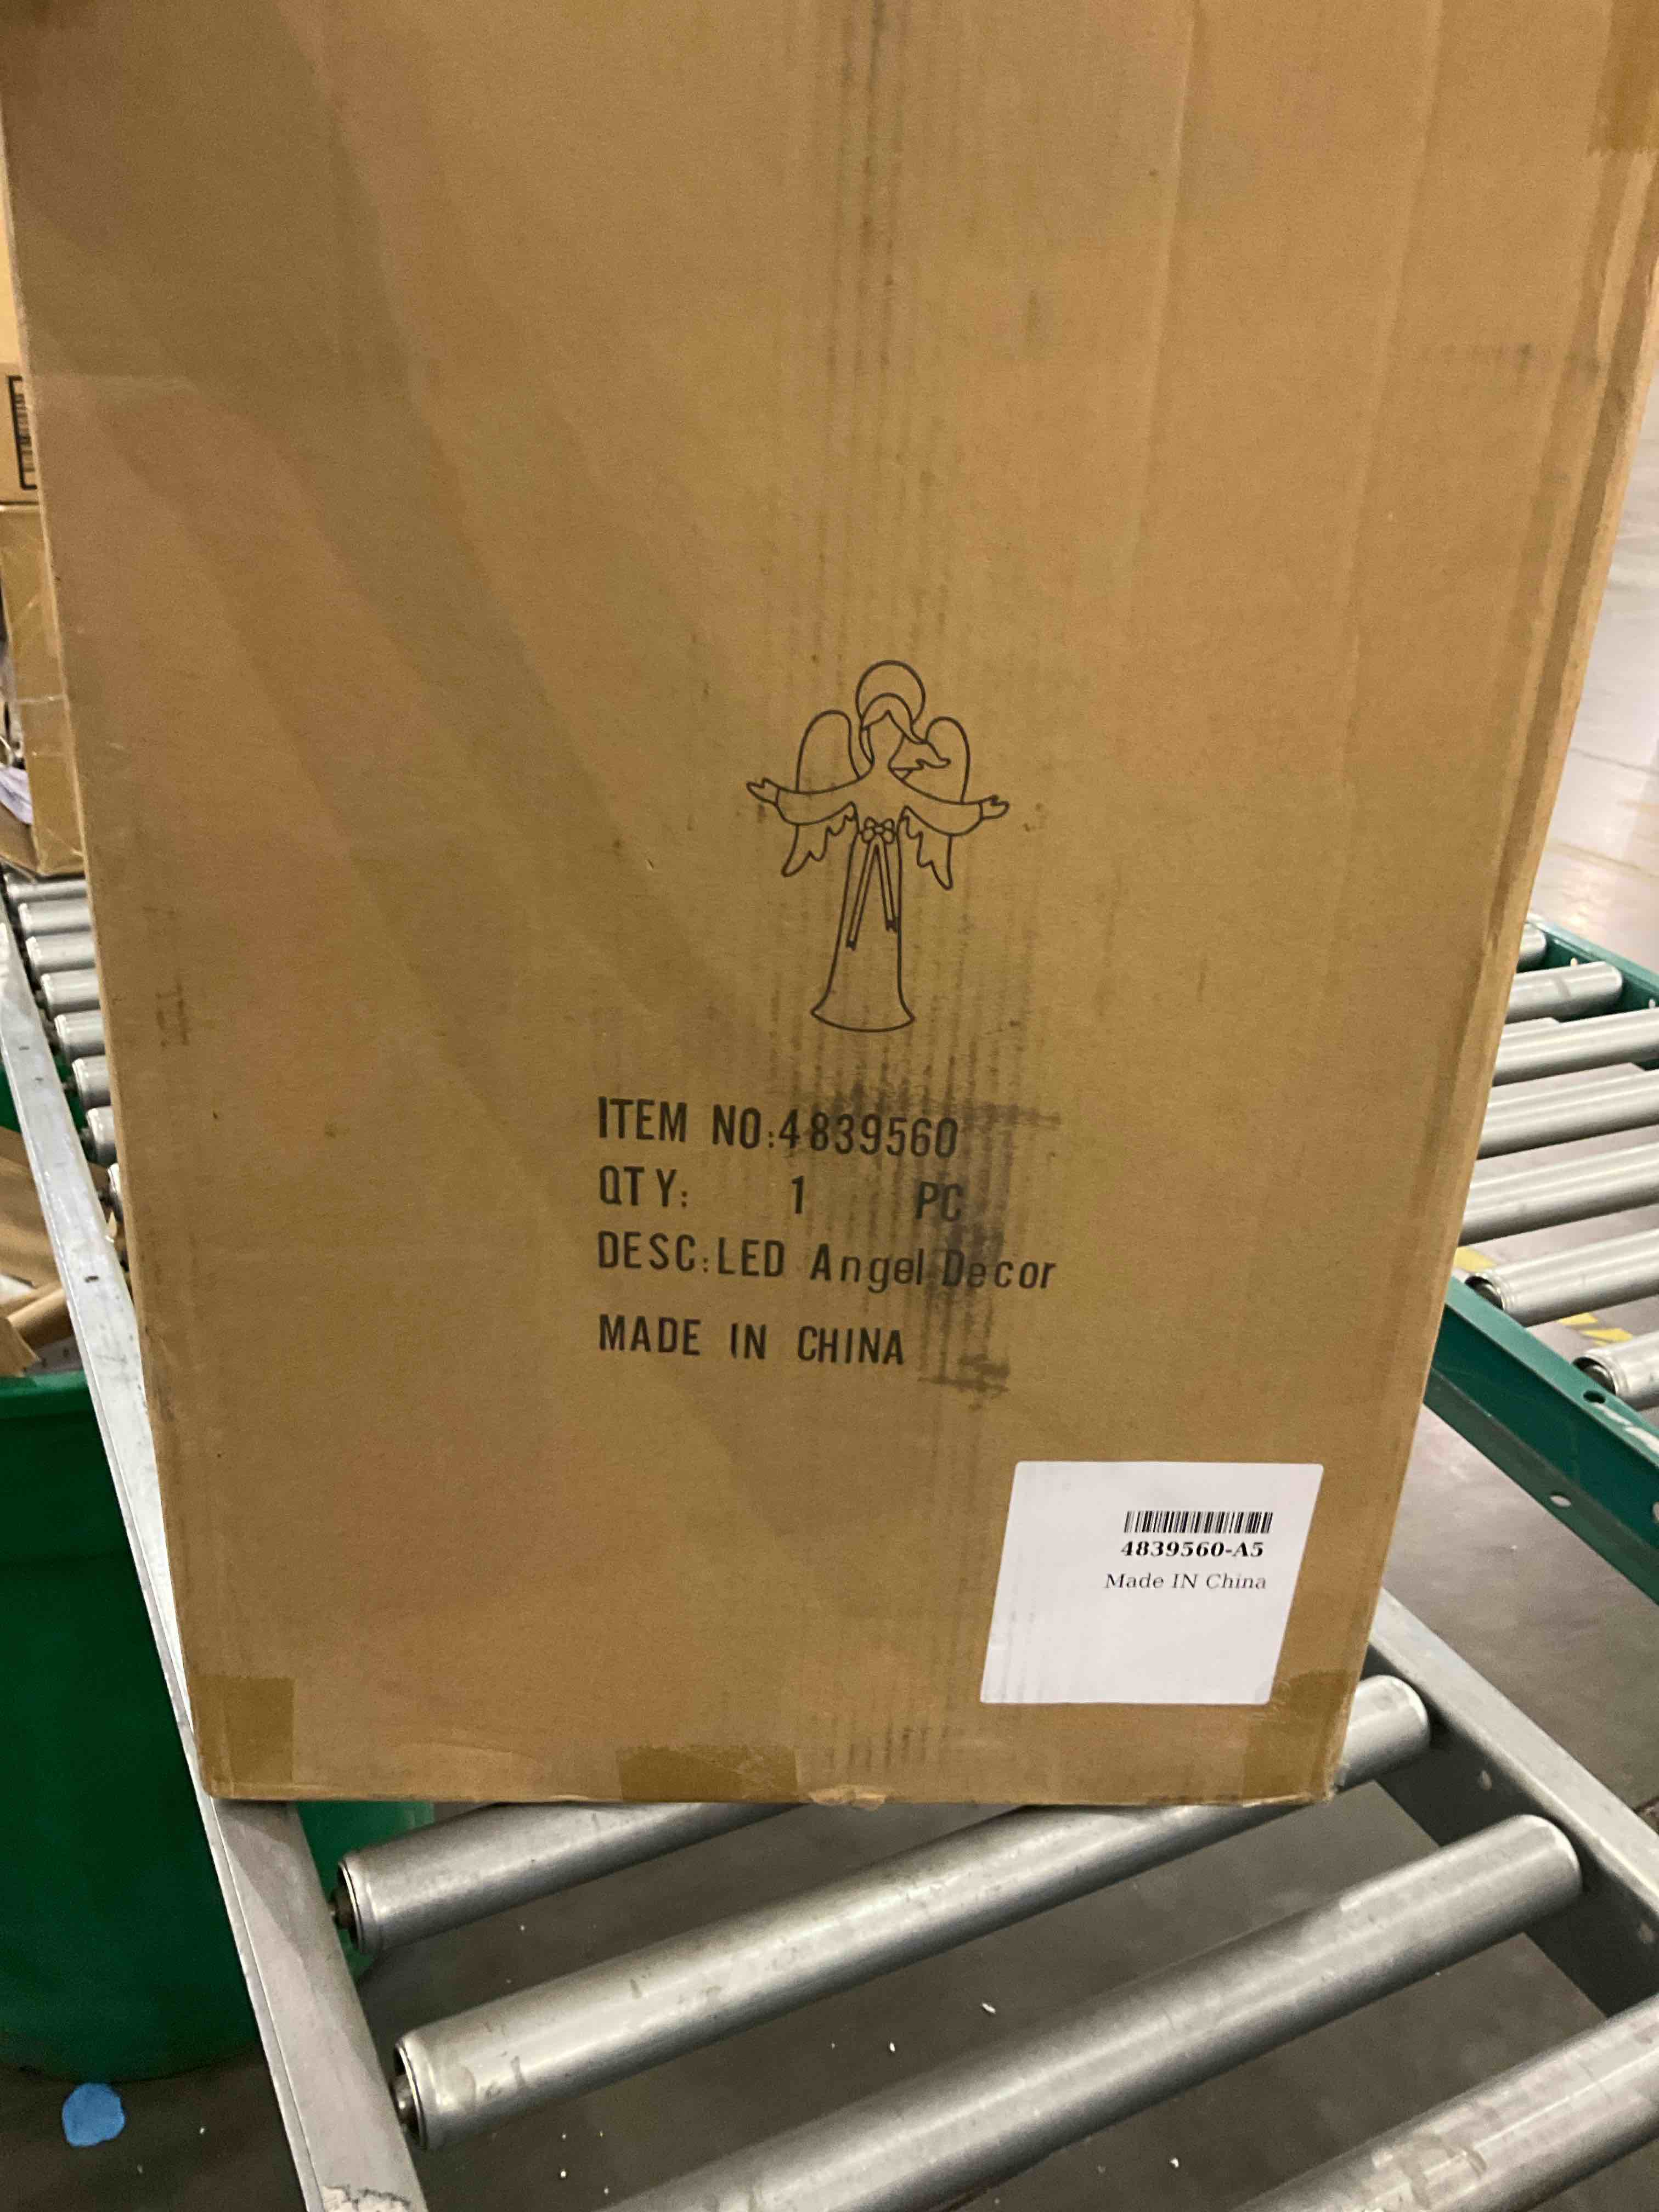 ITEM NO:4839560
QTY: 1 PC
DESC:LED Angel Decor
MADE IN CHINA
4839560-A5
Made IN China